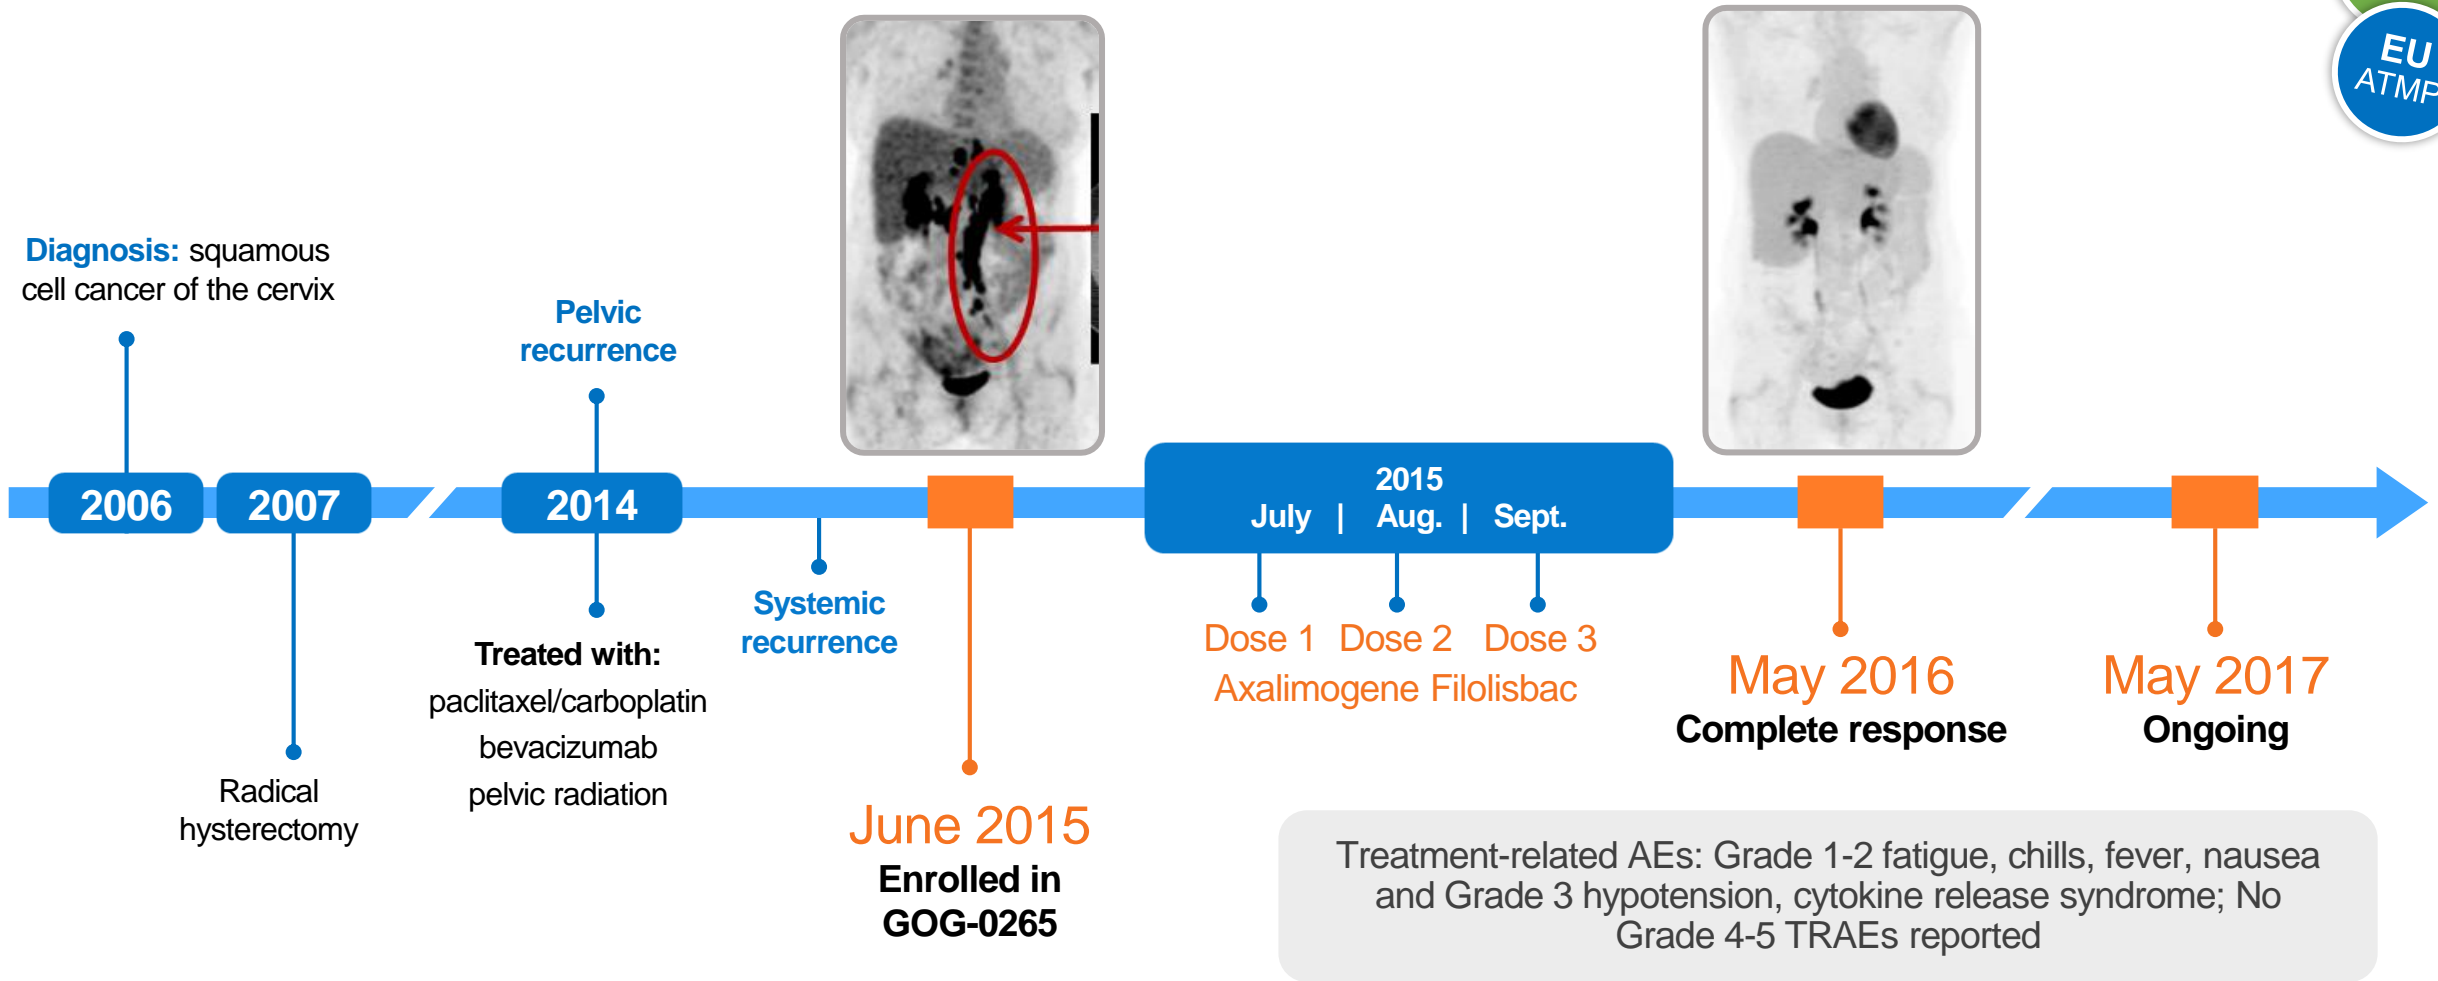 EU
ATMP
Diagnosis: squamous
cell cancer of the cervix
Pelvic
recurrence
2006
2007
2014
2015
July | Aug. | Sept.
Systemic
recurrence
Dose 1 Dose 2 Dose 3
Axalimogene Filolisbac
Treated with:
paclitaxel/carboplatin
bevacizumab
pelvic radiation
Radical
hysterectomy
June 2015
Enrolled in
GOG-0265
May 2016
Complete response
May 2017
Ongoing
Treatment-related AEs: Grade 1-2 fatigue, chills, fever, nausea
and Grade 3 hypotension, cytokine release syndrome; No
Grade 4-5 TRAEs reported